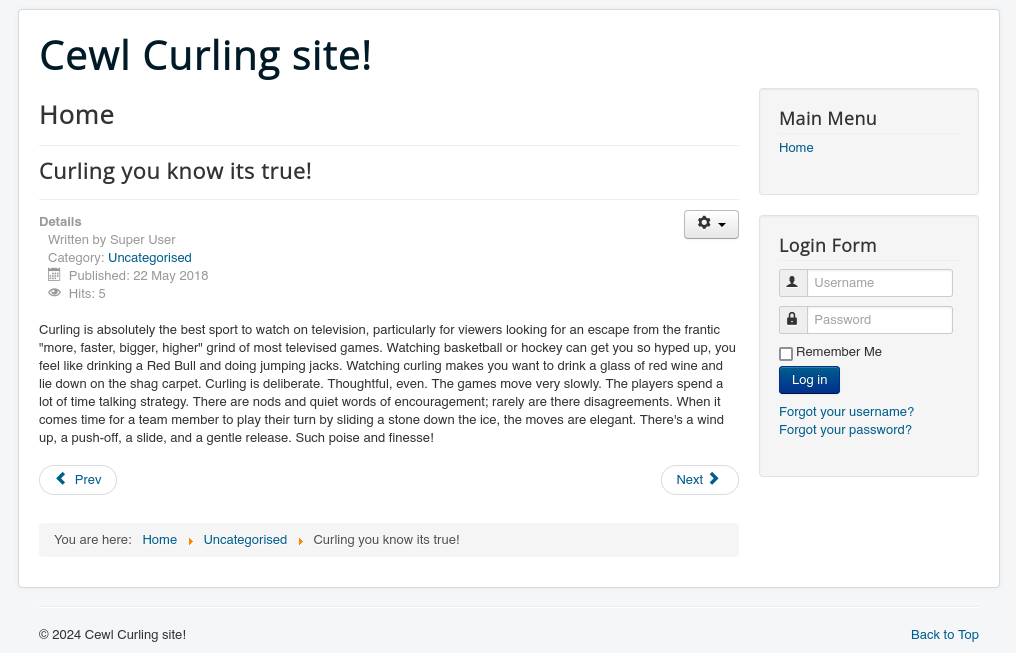 Cewl Curling site!
Home
Curling you know its true!
Details
Written by Super User
Category: Uncategorised
Published: 22 May 2018
Hits: 5
Curling is absolutely the best sport to watch on television, particularly for viewers looking for an escape from the frantic
"more, faster, bigger, higher" grind of most televised games. Watching basketball or hockey can get you so hyped up, you
feel like drinking a Red Bull and doing jumping jacks. Watching curling makes you want to drink a glass of red wine and
lie down on the shag carpet. Curling is deliberate. Thoughtful, even. The games move very slowly. The players spend a
lot of time talking strategy. There are nods and quiet words of encouragement; rarely are there disagreements. When it
comes time for a team member to play their turn by sliding a stone down the ice, the moves are elegant. There's a wind
up, a push-off, a slide, and a gentle release. Such poise and finesse!
Prev
Next
You are here: Home Uncategorised Curling you know its true!
Main Menu
Home
Login Form
Username
Password
Remember Me
Log in
Forgot your username?
Forgot your password?
© 2024 Cewl Curling site!
Back to Top